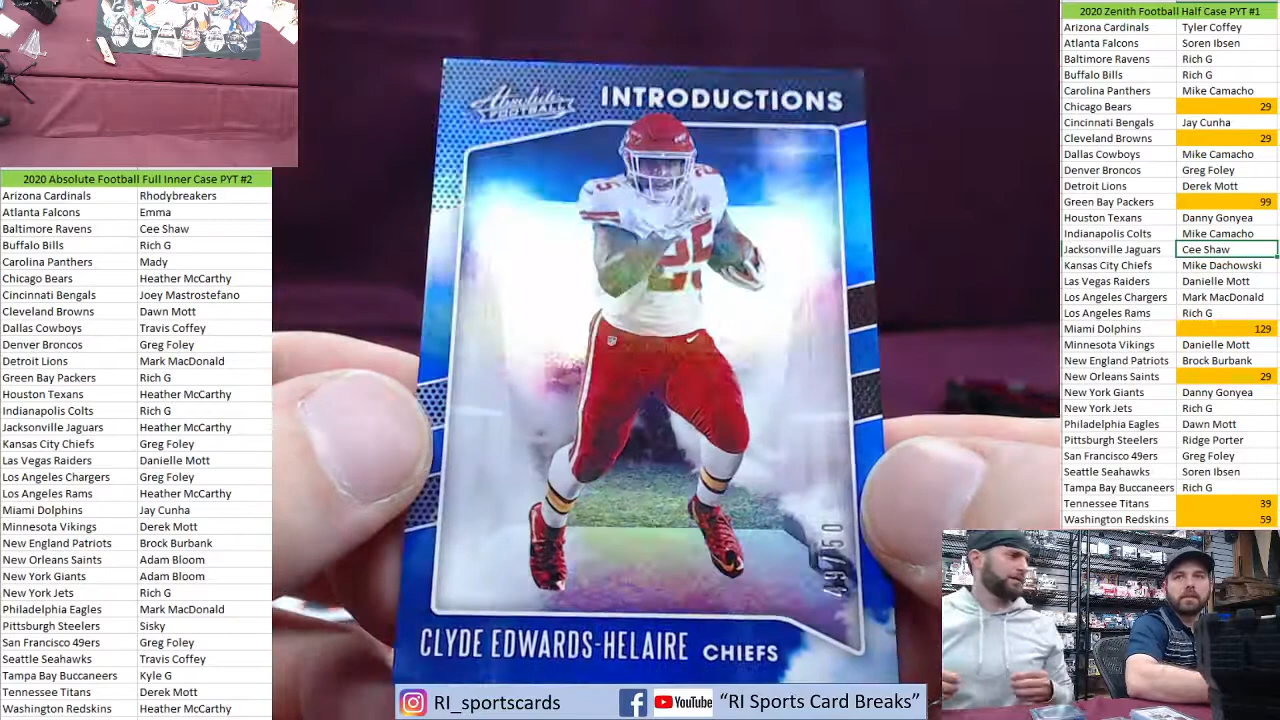 2020 Absolute Football Full Inner Case PYT #2
Arizona Cardinals Rhodybreakers
Atlanta Falcons Emma
Baltimore Ravens Cee Shaw
Buffalo Bills Rich G
Carolina Panthers Mady
Chicago Bears Heather McCarthy
Cincinnati Bengals Joey Mastrostefano
Cleveland Browns Dawn Mott
Dallas Cowboys Travis Coffey
Denver Broncos Greg Foley
Detroit Lions Mark MacDonald
Green Bay Packers Rich G
Houston Texans Heather McCarthy
Indianapolis Colts Rich G
Jacksonville Jaguars Heather McCarthy
Kansas City Chiefs Greg Foley
Las Vegas Raiders Danielle Mott
Los Angeles Chargers Greg Foley
Los Angeles Rams Heather McCarthy
Miami Dolphins Jay Cunha
Minnesota Vikings Derek Mott
New England Patriots Brock Burbank
New Orleans Saints Adam Bloom
New York Giants Adam Bloom
New York Jets Rich G
Philadelphia Eagles Mark MacDonald
Pittsburgh Steelers Sisky
San Francisco 49ers Greg Foley
Seattle Seahawks Travis Coffey
Tampa Bay Buccaneers Kyle G
Tennessee Titans Derek Mott
Washington Redskins Heather McCarthy
Absolute FOOTBALL INTRODUCTIONS
25
25
49/50
CLYDE EDWARDS-HELAIRE CHIEFS
RI_sportscards YouTube "RI Sports Card Breaks"
2020 Zenith Football Half Case PYT #1
Arizona Cardinals Tyler Coffey
Atlanta Falcons Soren Ibsen
Baltimore Ravens Rich G
Buffalo Bills Rich G
Carolina Panthers Mike Camacho
Chicago Bears 29
Cincinnati Bengals Jay Cunha
Cleveland Browns 29
Dallas Cowboys Mike Camacho
Denver Broncos Greg Foley
Detroit Lions Derek Mott
Green Bay Packers 99
Houston Texans Danny Gonyea
Indianapolis Colts Mike Camacho
Jacksonville Jaguars Cee Shaw
Kansas City Chiefs Mike Dachowski
Las Vegas Raiders Danielle Mott
Los Angeles Chargers Mark MacDonald
Los Angeles Rams Rich G
Miami Dolphins 129
Minnesota Vikings Danielle Mott
New England Patriots Brock Burbank
New Orleans Saints 29
New York Giants Danny Gonyea
New York Jets Rich G
Philadelphia Eagles Dawn Mott
Pittsburgh Steelers Ridge Porter
San Francisco 49ers Greg Foley
Seattle Seahawks Soren Ibsen
Tampa Bay Buccaneers Rich G
Tennessee Titans 39
Washington Redskins 59